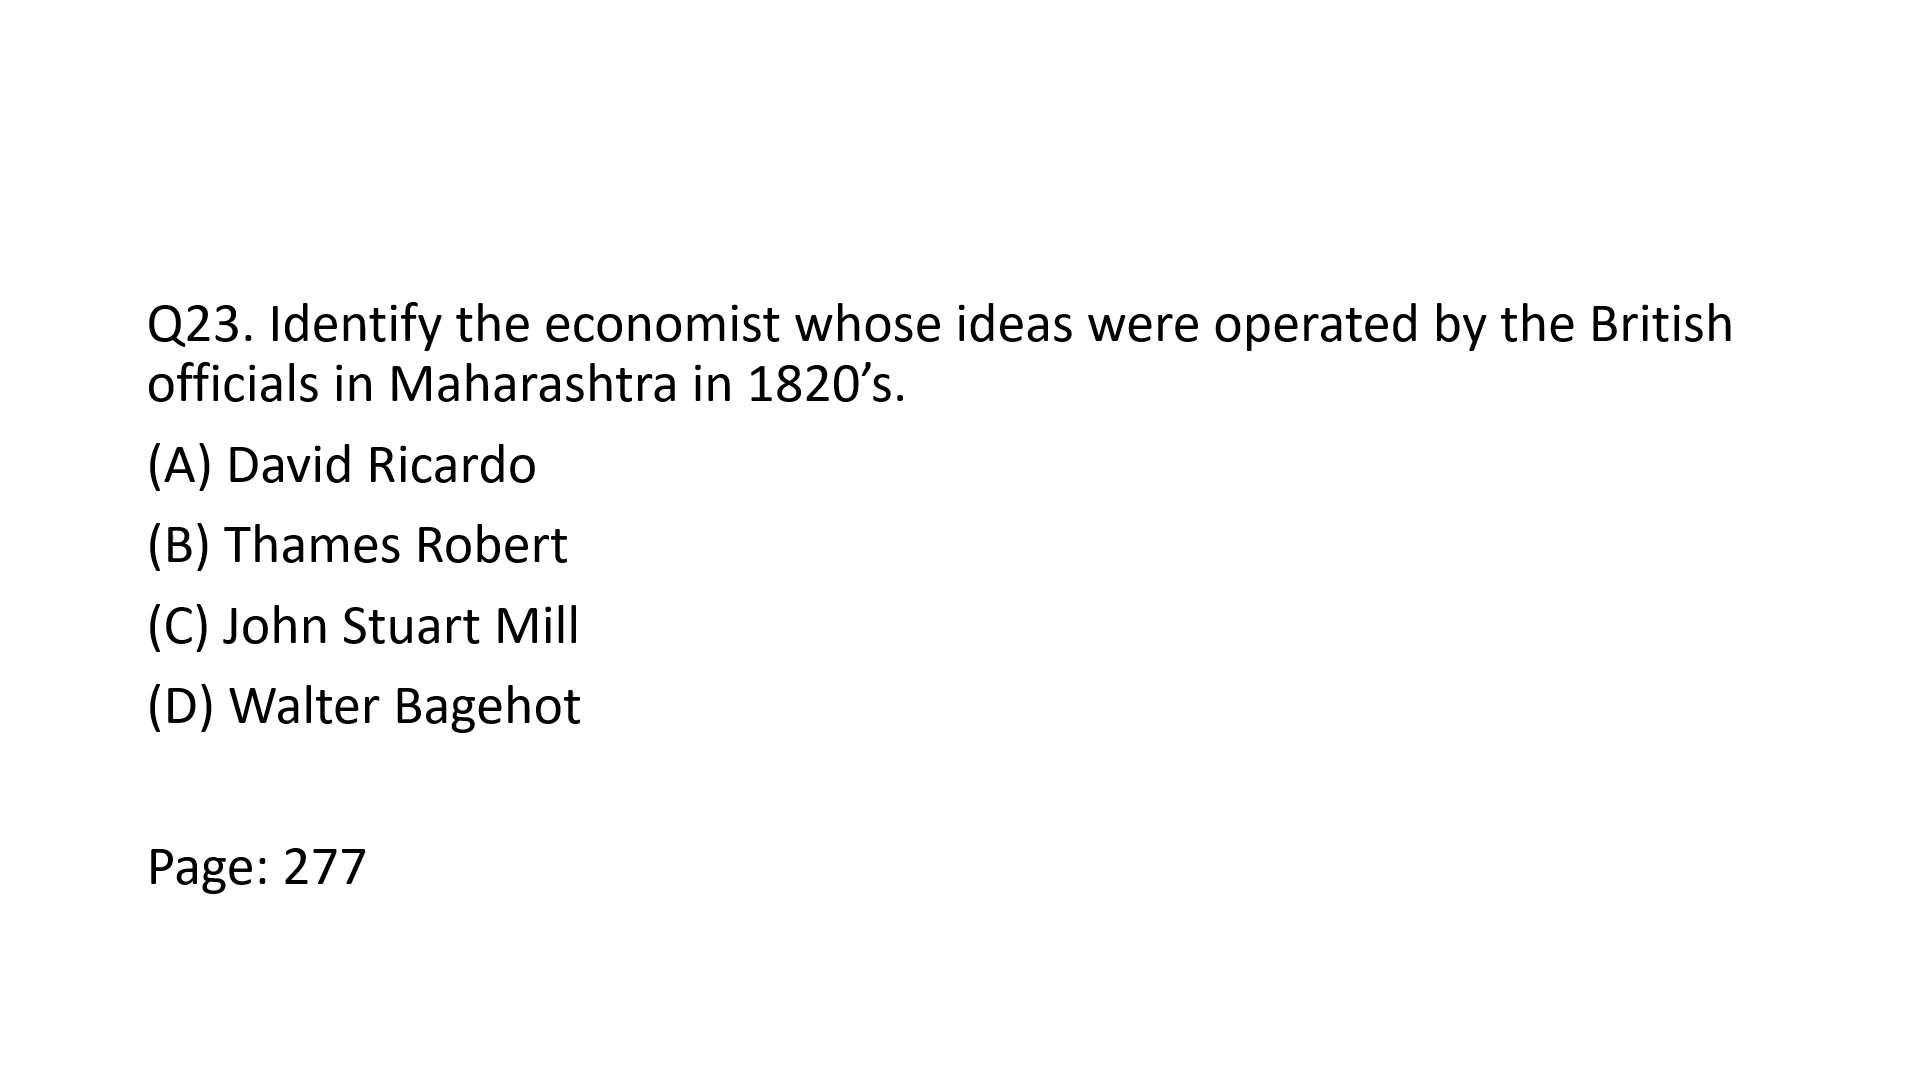 Q23. Identify the economist whose ideas were operated by the British
officials in Maharashtra in 1820’s.
(A) David Ricardo
(B) Thames Robert
(C) John Stuart Mill
(D) Walter Bagehot
Page: 277